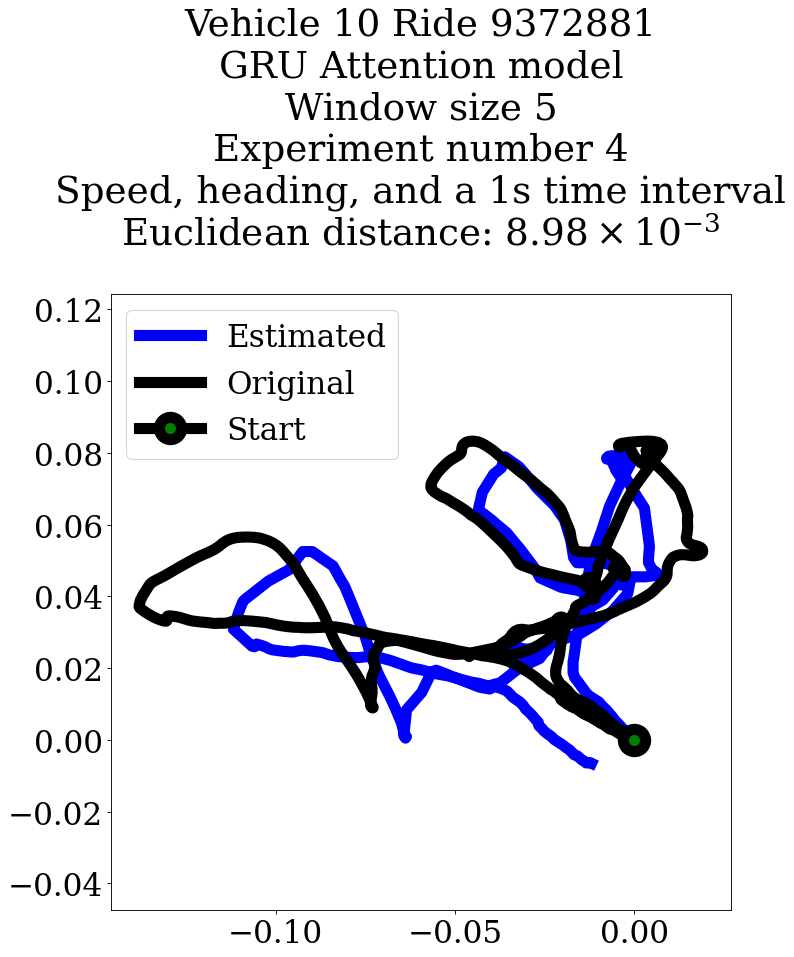 Vehicle 10 Ride 9372881
GRU Attention model
Window size 5
Experiment number 4
Speed, heading, and a 1s time interval
Euclidean distance: 8.98 × 10⁻³
Estimated
Original
Start
0.12
0.10
0.08
0.06
0.04
0.02
0.00
−0.02
−0.04
−0.10
−0.05
0.00